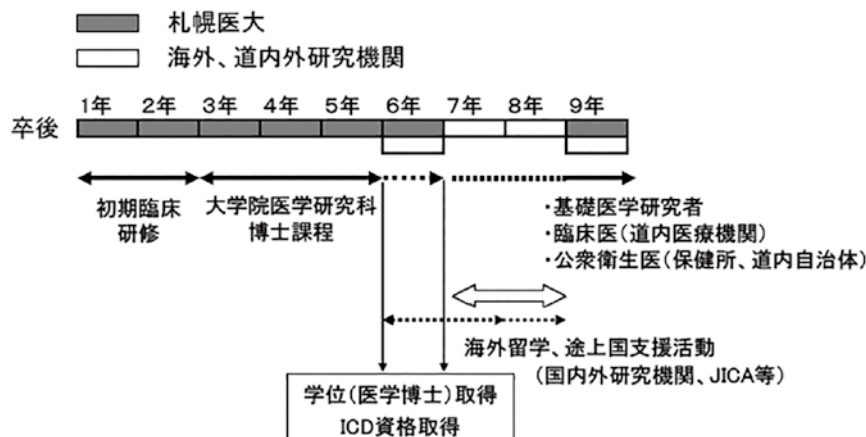 札幌医大
海外、道内外研究機関
1年 2年 3年 4年 5年 6年 7年 8年 9年
卒後
初期臨床
研修
大学院医学研究科
博士課程
・基礎医学研究者
・臨床医(道内医療機関)
・公衆衛生医(保健所、道内自治体)
海外留学、途上国支援活動
(国内外研究機関、JICA等)
学位(医学博士)取得
ICD資格取得